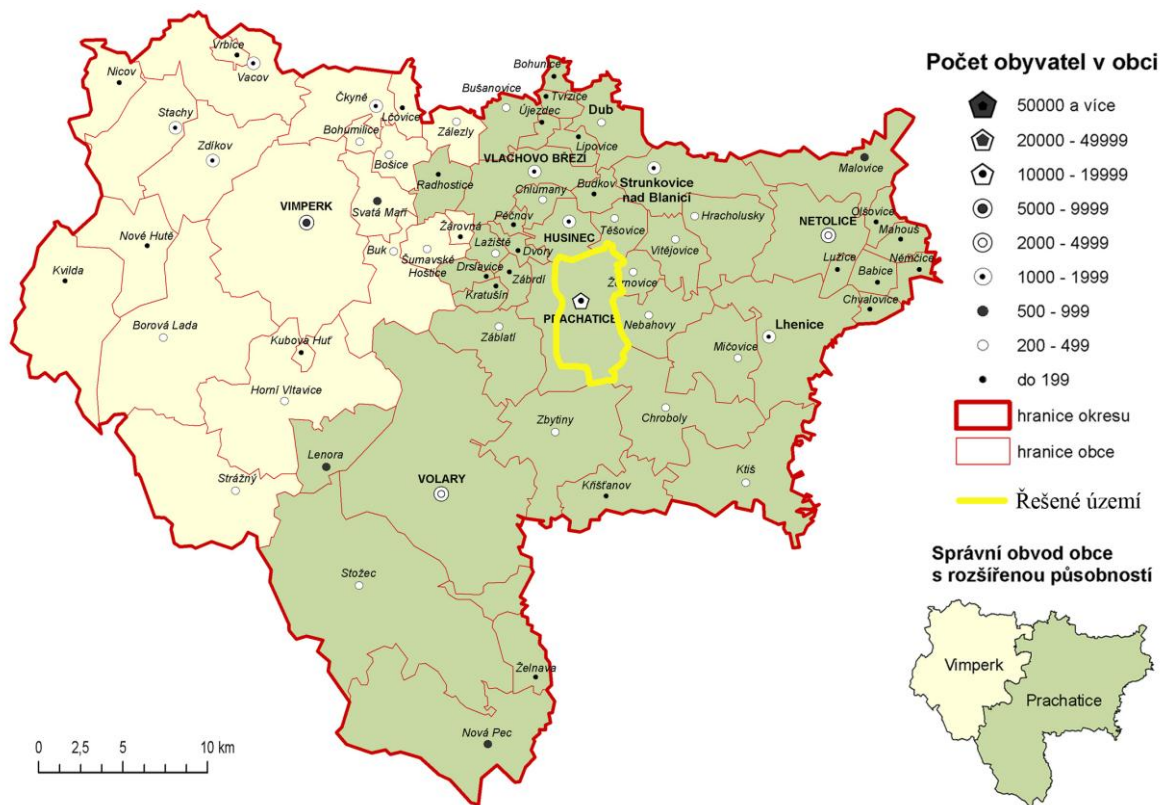 Vrbice
Nicov
Vacov
Bohunice
Bušanovice
Tvrzice
Čkyně
Dub
Lčovice
Újezdec
Stachy
Zálezly
Bohumilice
Lipovice
Zdíkov
Bošice
VLACHOVO BŘEZÍ
Malovice
Radhostice
Chlumany
Budkov
Strunkovice
nad Blanicí
VIMPERK
Svatá Maří
Pěčnov
Hracholusky
NETOLICE
Olšovice
Mahouš
Nové Hutě
Žárovná
HUSINEC
Těšovice
Lažiště
Vitějovice
Buk
Dvory
Lužice
Němčice
Šumavské
Hoštice
Drslavice
Zábrdí
Babice
Kvilda
Kratušín
Žernovice
Chvalovice
Borová Lada
Záblatí
PRACHATICE
Nebahovy
Lhenice
Kubova Huť
Mičovice
Horní Vltavice
Zbytiny
Chroboly
Lenora
Strážný
VOLARY
Křišťanov
Ktiš
Stožec
Želnava
Nová Pec
0 2,5 5 10 km
Počet obyvatel v obci
50000 a více
20000 - 49999
10000 - 19999
5000 - 9999
2000 - 4999
1000 - 1999
500 - 999
200 - 499
do 199
hranice okresu
hranice obce
Řešené území
Správní obvod obce
s rozšířenou působností
Vimperk
Prachatice